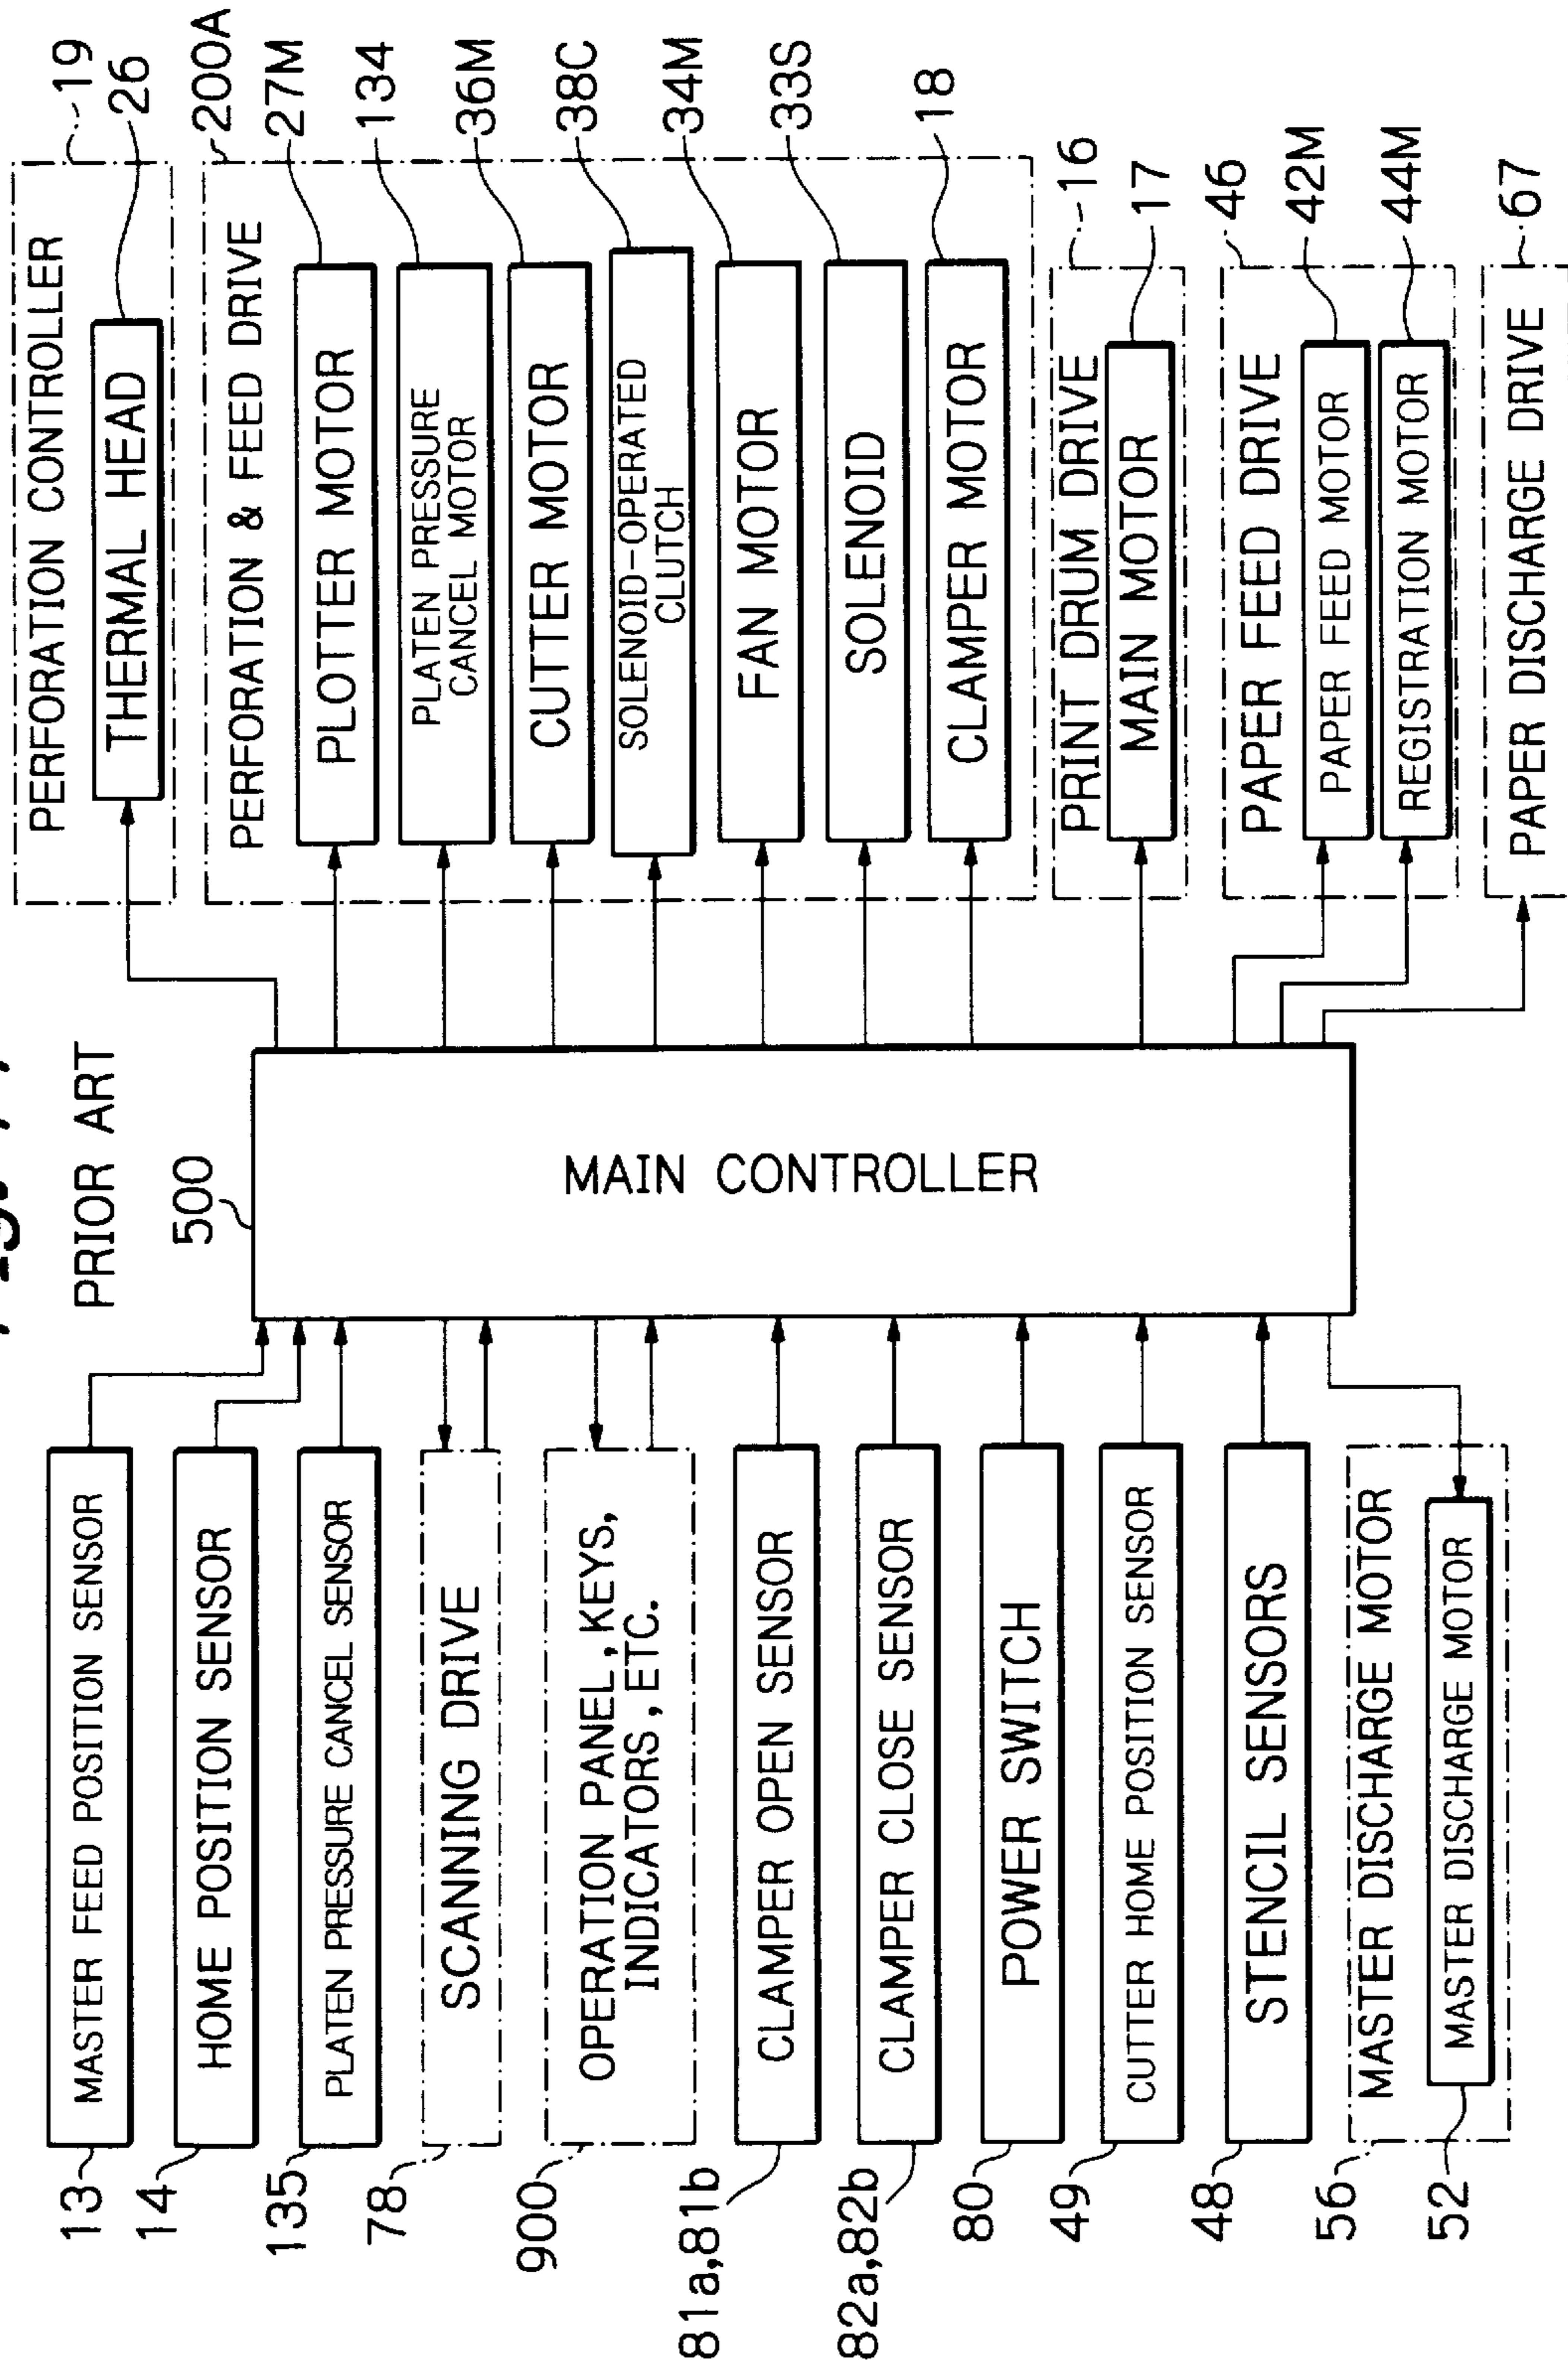 PRIOR ART
500
MAIN CONTROLLER
MASTER FEED POSITION SENSOR
13
HOME POSITION SENSOR
14
PLATEN PRESSURE CANCEL SENSOR
135
SCANNING DRIVE
78
OPERATION PANEL,KEYS,
INDICATORS,ETC.
900
CLAMPER OPEN SENSOR
81a,81b
CLAMPER CLOSE SENSOR
82a,82b
POWER SWITCH
80
CUTTER HOME POSITION SENSOR
49
STENCIL SENSORS
48
MASTER DISCHARGE MOTOR
56
MASTER DISCHARGE MOTOR
52
PERFORATION CONTROLLER
19
THERMAL HEAD
26
PERFORATION & FEED DRIVE
200A
PLOTTER MOTOR
27M
PLATEN PRESSURE
CANCEL MOTOR
134
CUTTER MOTOR
36M
SOLENOID-OPERATED
CLUTCH
38C
FAN MOTOR
34M
SOLENOID
33S
CLAMPER MOTOR
18
PRINT DRUM DRIVE
16
MAIN MOTOR
17
PAPER FEED DRIVE
46
PAPER FEED MOTOR
42M
REGISTRATION MOTOR
44M
PAPER DISCHARGE DRIVE
67